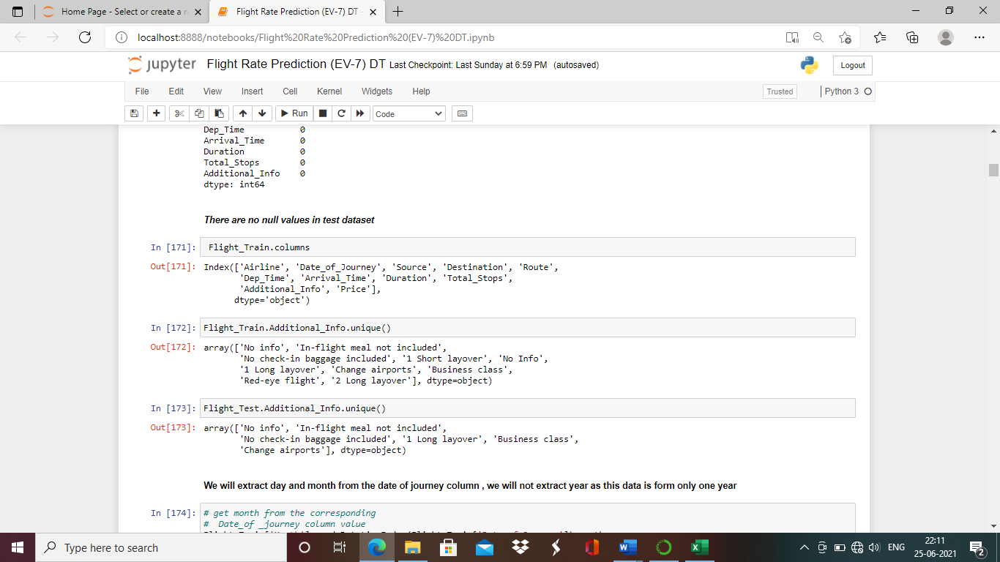 Home Page - Select or create a n
Flight Rate Prediction (EV-7) DT -
localhost:8888/notebooks/Flight%20Rate%20Prediction%20(EV-7)%20DT.ipynb
jupyter Flight Rate Prediction (EV-7) DT Last Checkpoint: Last Sunday at 6:59 PM (autosaved)
Logout
File Edit View Insert Cell Kernel Widgets Help
Trusted
Python 3
Run
Code
Dep_Time 0
Arrival_Time 0
Duration 0
Total_Stops 0
Additional_Info 0
dtype: int64
There are no null values in test dataset
In [171]: Flight_Train.columns
Out[171]: Index(['Airline', 'Date_of_Journey', 'Source', 'Destination', 'Route',
'Dep_Time', 'Arrival_Time', 'Duration', 'Total_Stops',
'Additional_Info', 'Price'],
dtype='object')
In [172]: Flight_Train.Additional_Info.unique()
Out[172]: array(['No info', 'In-flight meal not included',
'No check-in baggage included', '1 Short layover', 'No Info',
'1 Long layover', 'Change airports', 'Business class',
'Red-eye flight', '2 Long layover'], dtype=object)
In [173]: Flight_Test.Additional_Info.unique()
Out[173]: array(['No info', 'In-flight meal not included',
'No check-in baggage included', '1 Long layover', 'Business class',
'Change airports'], dtype=object)
We will extract day and month from the date of journey column , we will not extract year as this data is form only one year
In [174]: # get month from the corresponding
# Date_of _journey column value
Type here to search
ENG
22:11
25-06-2021
2